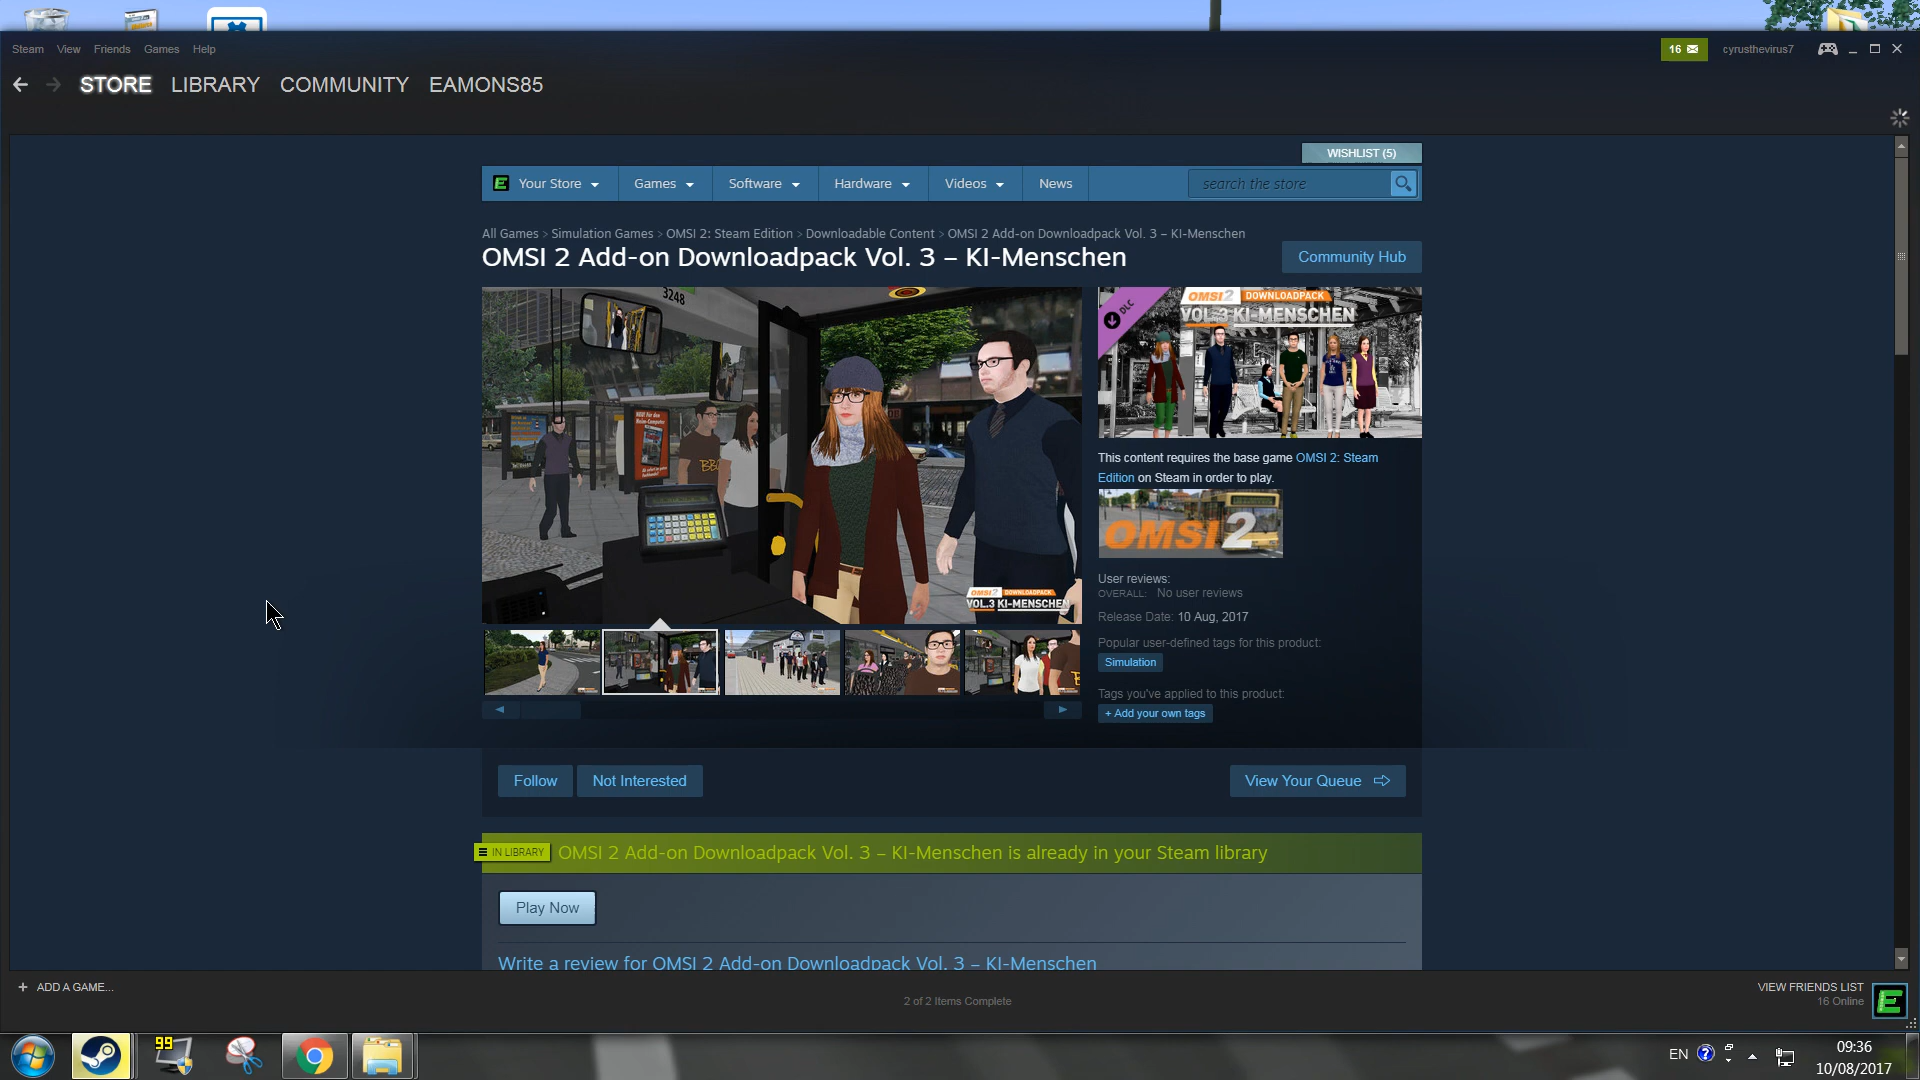 Steam View Friends Games Help
16
cyrusthevirus7
STORE LIBRARY COMMUNITY EAMONS85
WISHLIST (5)
Your Store Games Software Hardware Videos News
search the store
All Games > Simulation Games > OMSI 2: Steam Edition > Downloadable Content > OMSI 2 Add-on Downloadpack Vol. 3 – KI-Menschen
OMSI 2 Add-on Downloadpack Vol. 3 – KI-Menschen
Community Hub
3248
OMSI2 DOWNLOADPACK
VOL.3 KI-MENSCHEN
DLC
OMSI2 DOWNLOADPACK
VOL.3 KI-MENSCHEN
This content requires the base game OMSI 2: Steam
Edition on Steam in order to play.
OMSI 2
User reviews:
OVERALL: No user reviews
Release Date: 10 Aug, 2017
Popular user-defined tags for this product:
Simulation
Tags you've applied to this product:
+ Add your own tags
Follow
Not Interested
View Your Queue
IN LIBRARY
OMSI 2 Add-on Downloadpack Vol. 3 – KI-Menschen is already in your Steam library
Play Now
Write a review for OMSI 2 Add-on Downloadpack Vol. 3 – KI-Menschen
+ ADD A GAME...
2 of 2 Items Complete
VIEW FRIENDS LIST
16 Online
99
EN
09:36
10/08/2017